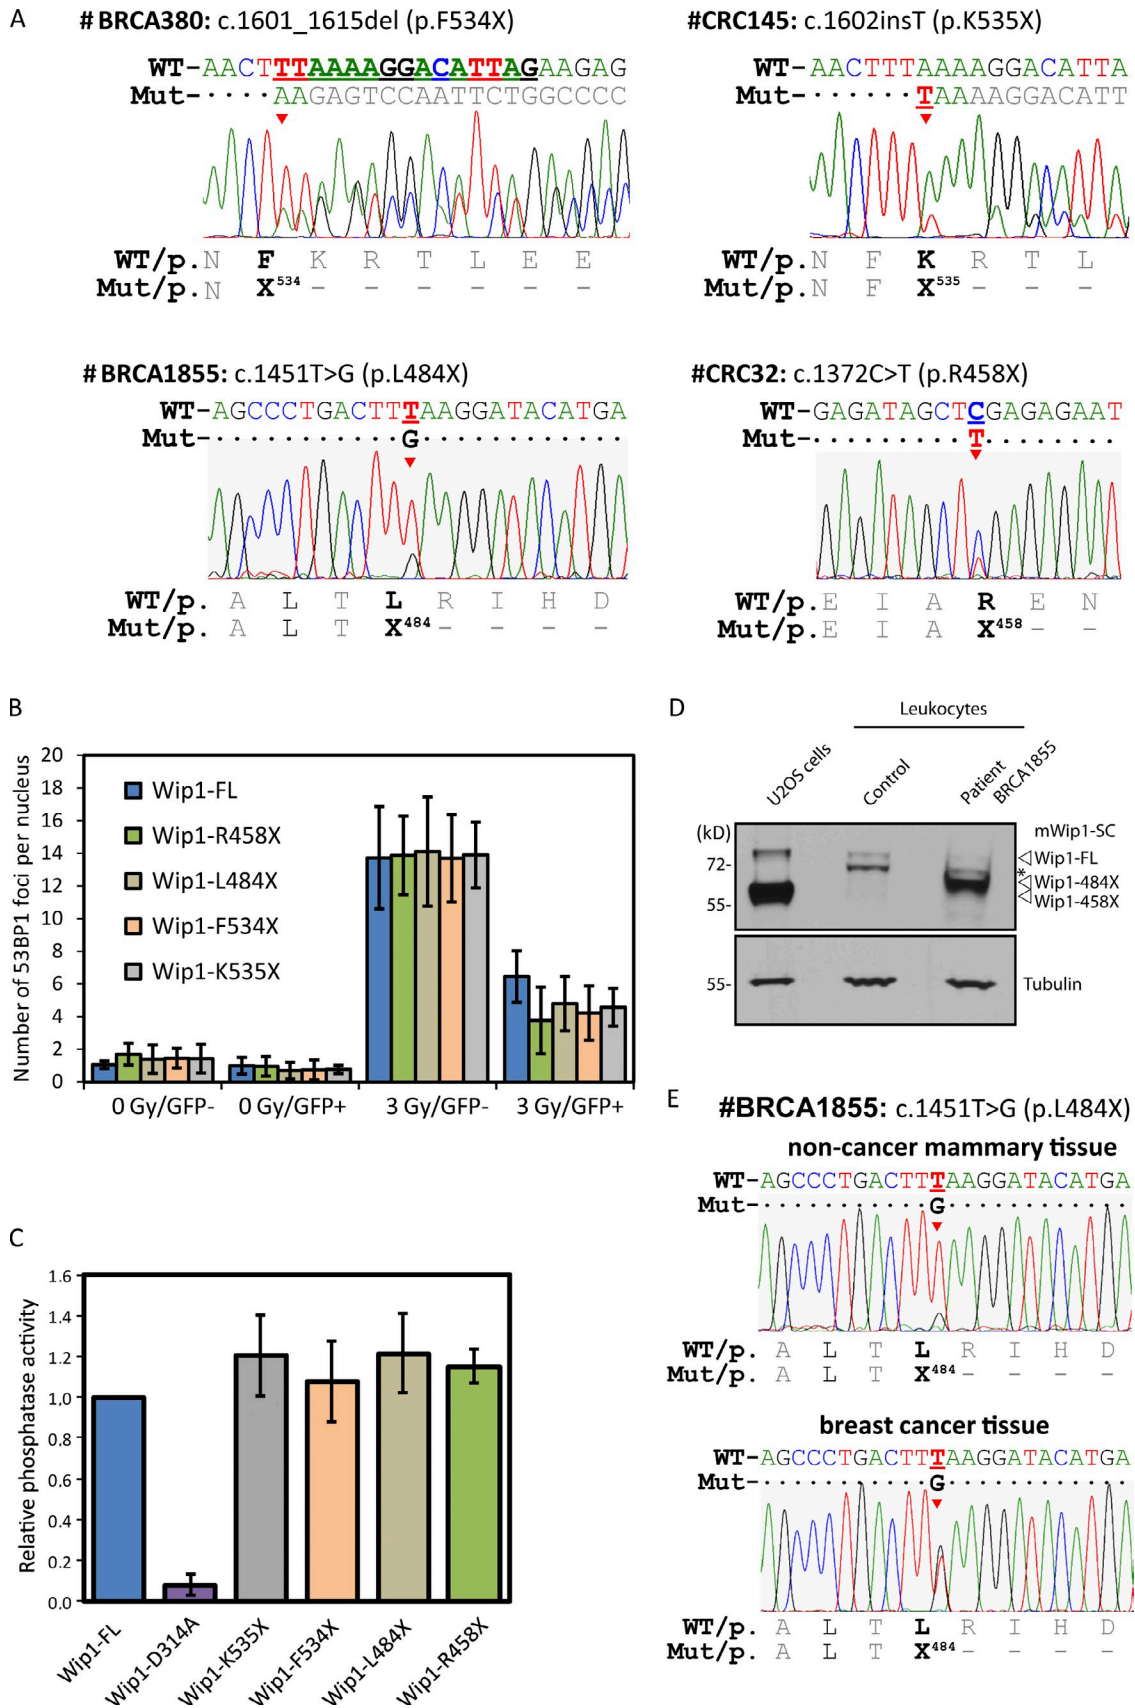 A
#BRCA380: c.1601_1615del (p.F534X)
WT-AACTTTAAAAGGACATTAGAAGAG
Mut-····AAGAGTCCAATTCTGGCCCC
WT/p. N F K R T L E E
Mut/p. N X534 – – – – – –
#CRC145: c.1602insT (p.K535X)
WT-AACTTTAAAAGGACATTA
Mut-······TAAAAGGACATT
WT/p. N F K R T L
Mut/p. N F X535 – – –
#BRCA1855: c.1451T>G (p.L484X)
WT-AGCCCTGACTTTAAGGATACATGA
Mut-···········G············
WT/p. A L T L R I H D
Mut/p. A L T X484 – – – –
#CRC32: c.1372C>T (p.R458X)
WT-GAGATAGCTCGAGAGAAT
Mut-·········T········
WT/p. E I A R E N
Mut/p. E I A X458 – –
B
Number of 53BP1 foci per nucleus
20
18
16
14
12
10
8
6
4
2
0
Wip1-FL
Wip1-R458X
Wip1-L484X
Wip1-F534X
Wip1-K535X
0 Gy/GFP- 0 Gy/GFP+ 3 Gy/GFP- 3 Gy/GFP+
D
Leukocytes
U2OS cells
Control
Patient
BRCA1855
(kD)
72-
55-
mWip1-SC
Wip1-FL
*
Wip1-484X
Wip1-458X
55-
Tubulin
C
Relative phosphatase activity
1.6
1.4
1.2
1.0
0.8
0.6
0.4
0.2
0.0
Wip1-FL
Wip1-D314A
Wip1-K535X
Wip1-F534X
Wip1-L484X
Wip1-R458X
E
#BRCA1855: c.1451T>G (p.L484X)
non-cancer mammary tissue
WT-AGCCCTGACTTTAAGGATACATGA
Mut-···········G············
WT/p. A L T L R I H D
Mut/p. A L T X484 – – – –
breast cancer tissue
WT-AGCCCTGACTTTAAGGATACATGA
Mut-···········G············
WT/p. A L T L R I H D
Mut/p. A L T X484 – – – –